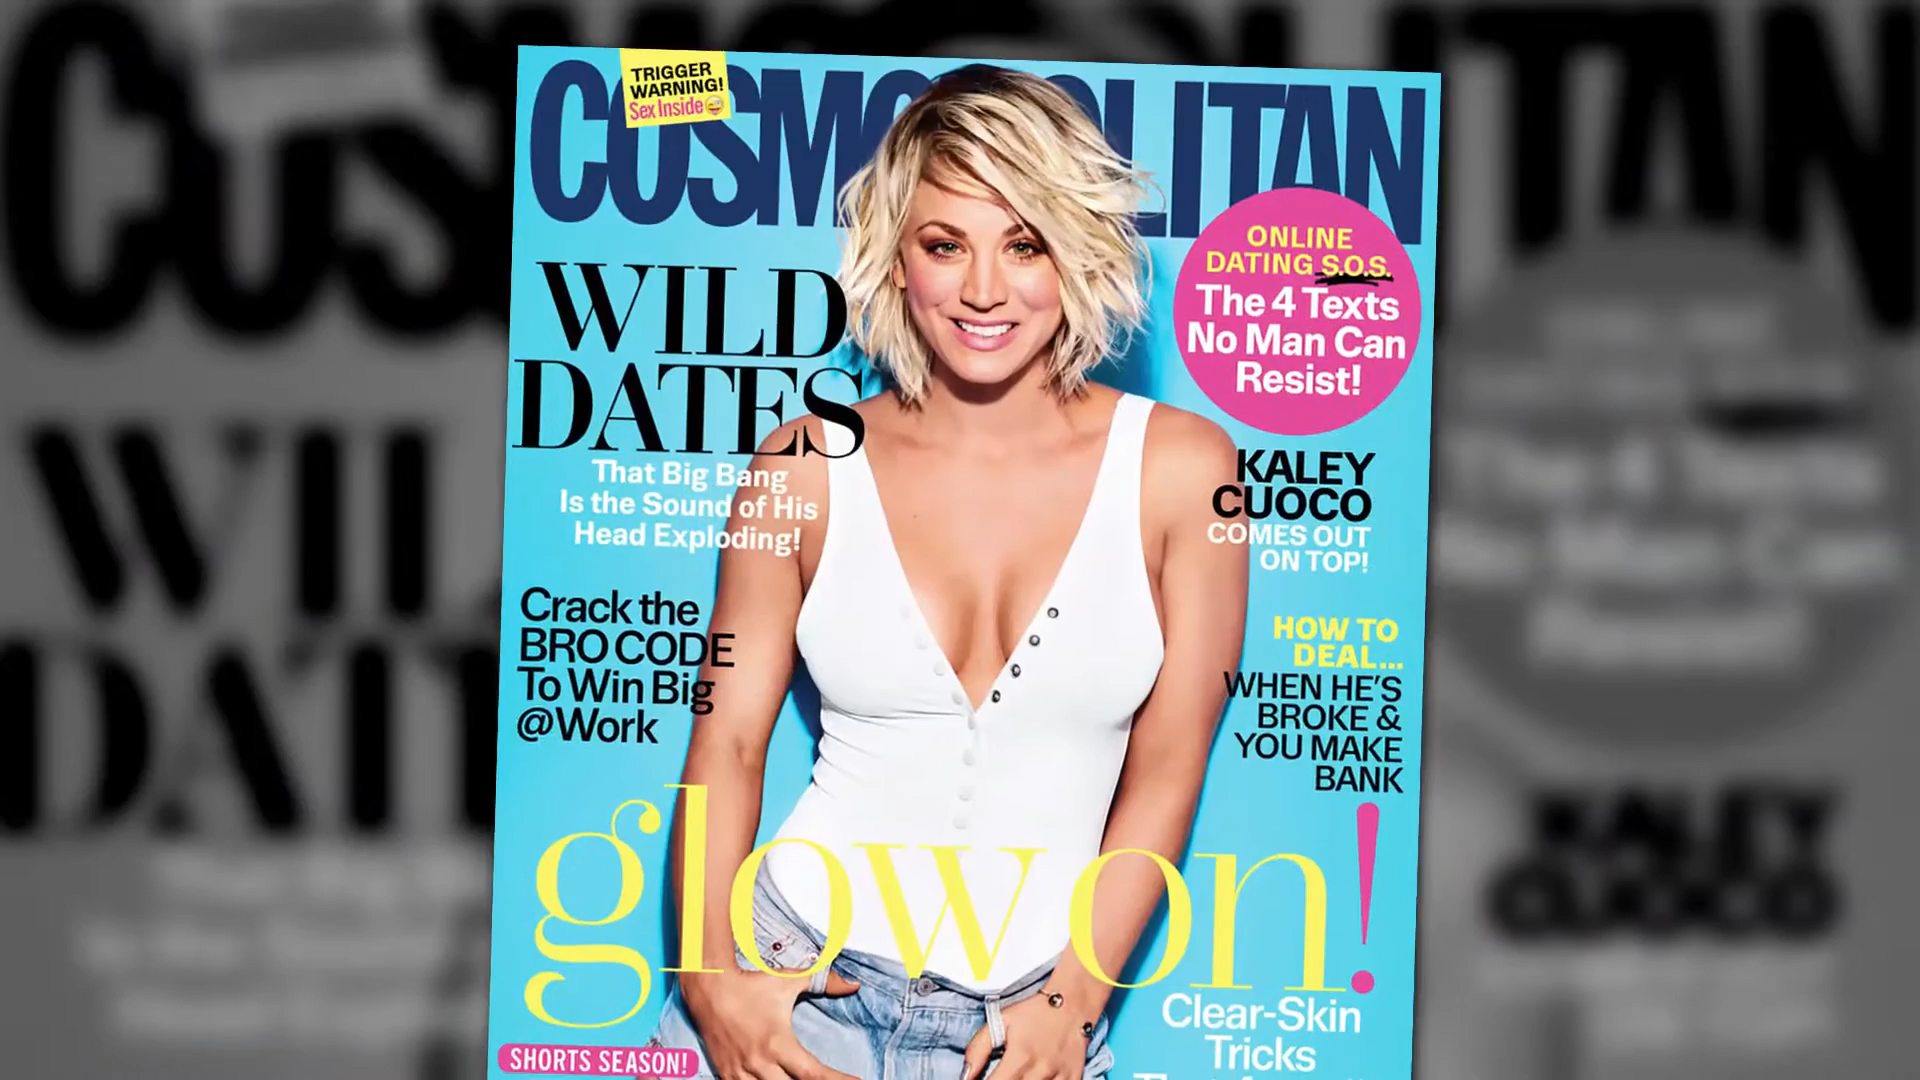 TRIGGER
WARNING!
Sex Inside
COSMOPOLITAN
ONLINE
DATING S.O.S.
The 4 Texts
No Man Can
Resist!
WILD
DATES
That Big Bang
Is the Sound of His
Head Exploding!
KALEY
CUOCO
COMES OUT
ON TOP!
Crack the
BRO CODE
To Win Big
@Work
HOW TO
DEAL...
WHEN HE'S
BROKE &
YOU MAKE
BANK
glow on!
Clear-Skin
Tricks
SHORTS SEASON!